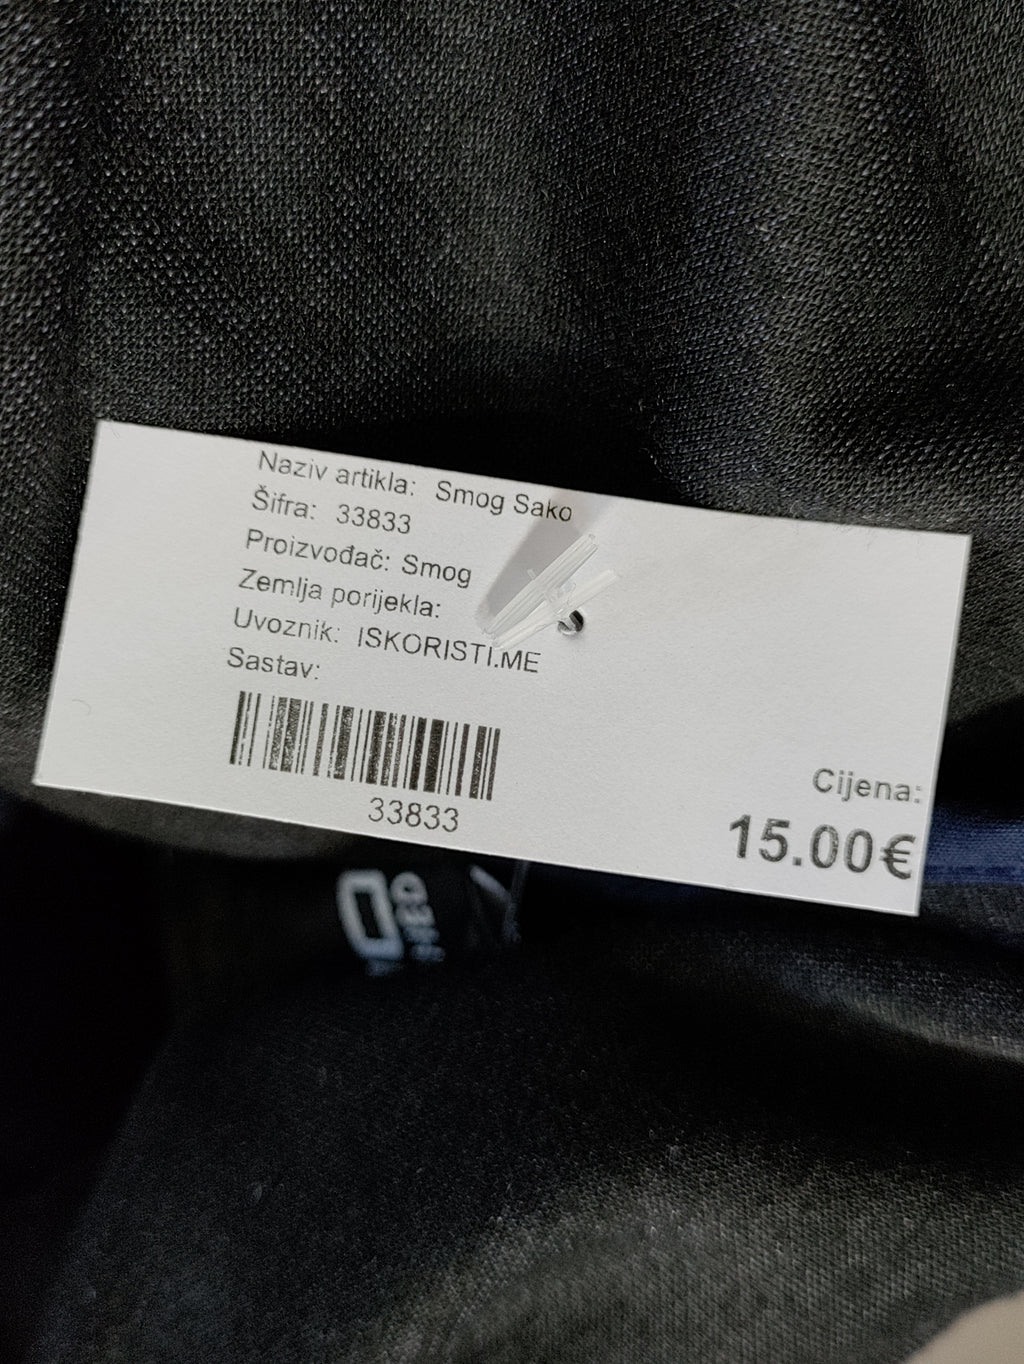 Naziv artikla: Smog Sako
Šifra: 33833
Proizvođač: Smog
Zemlja porijekla:
Uvoznik: ISKORISTI.ME
Sastav:
33833
Cijena:
15.00€